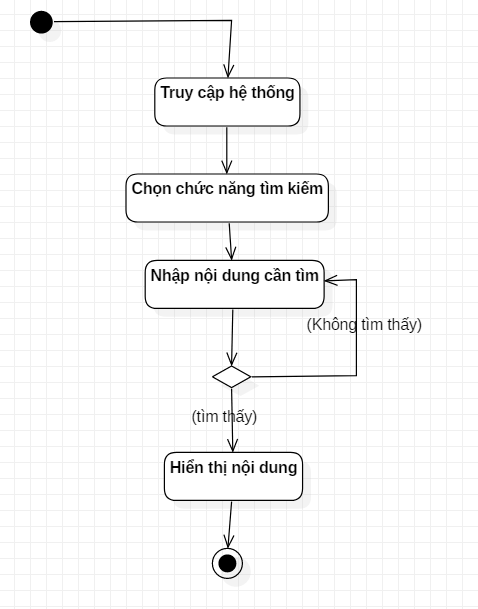 Truy cập hệ thống
Chọn chức năng tìm kiếm
Nhập nội dung cần tìm
(Không tìm thấy)
(tìm thấy)
Hiển thị nội dung